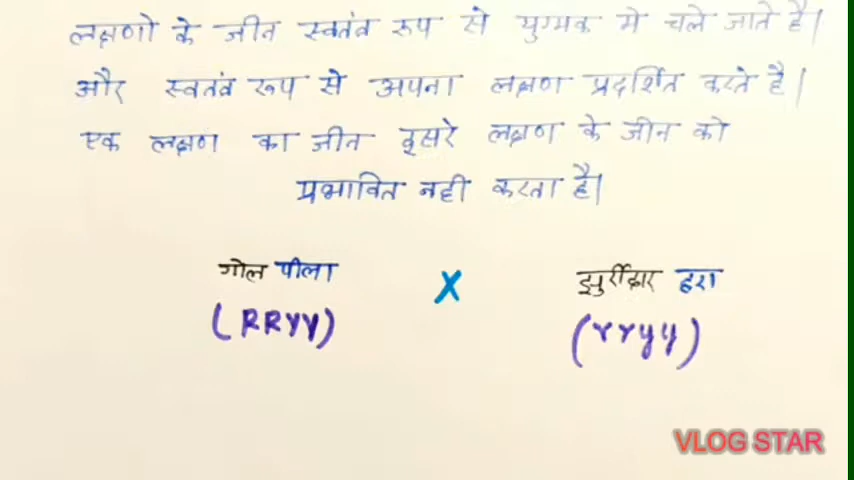 लक्षणो के जीन स्वतंत्र रूप से युग्मक मे चले जाते है।
और स्वतंत्र रूप से अपना लक्षण प्रदर्शित करते है।
एक लक्षण का जीन दूसरे लक्षण के जीन को
प्रभावित नही करता है।
गोल पीला X झुर्रीदार हरा
(RRYY) (rryy)
VLOG STAR